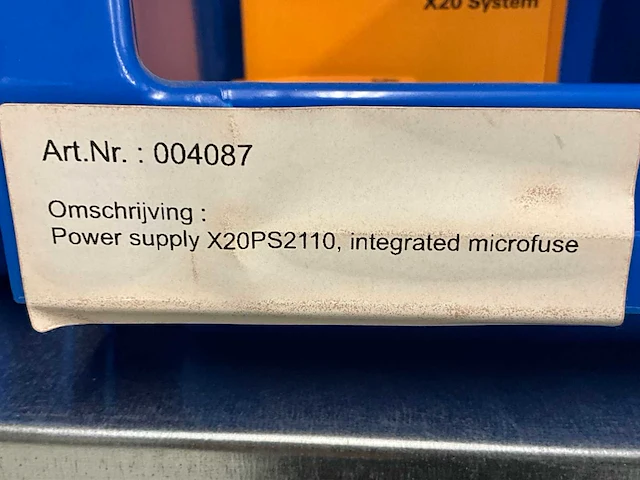 X20 System
Art.Nr. : 004087
Omschrijving :
Power supply X20PS2110, integrated microfuse